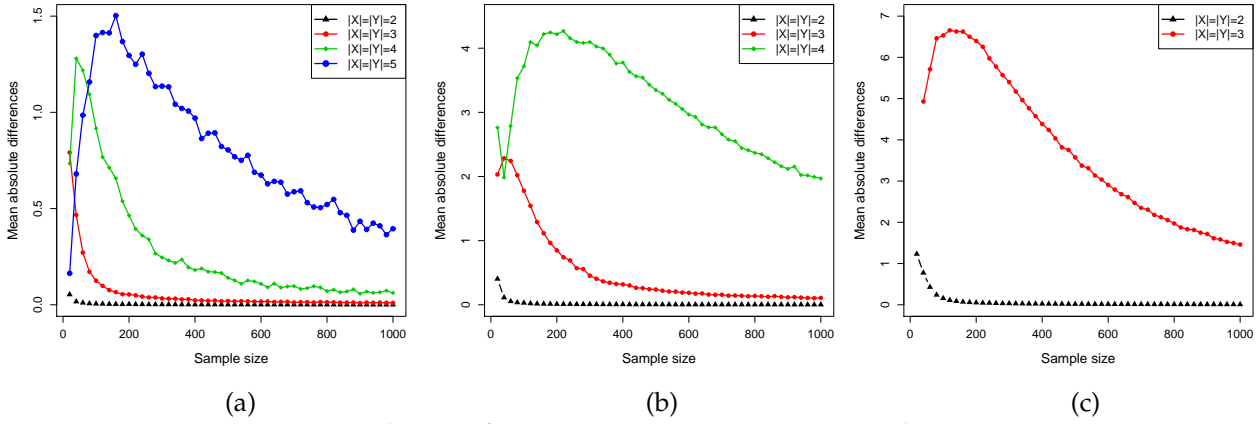 |X|=|Y|=2
|X|=|Y|=3
|X|=|Y|=4
|X|=|Y|=5
Mean absolute differences
0.0
0.5
1.0
1.5
0 200 400 600 800 1000
Sample size
(a)
|X|=|Y|=2
|X|=|Y|=3
|X|=|Y|=4
Mean absolute differences
0
1
2
3
4
0 200 400 600 800 1000
Sample size
(b)
|X|=|Y|=2
|X|=|Y|=3
Mean absolute differences
0
1
2
3
4
5
6
7
0 200 400 600 800 1000
Sample size
(c)